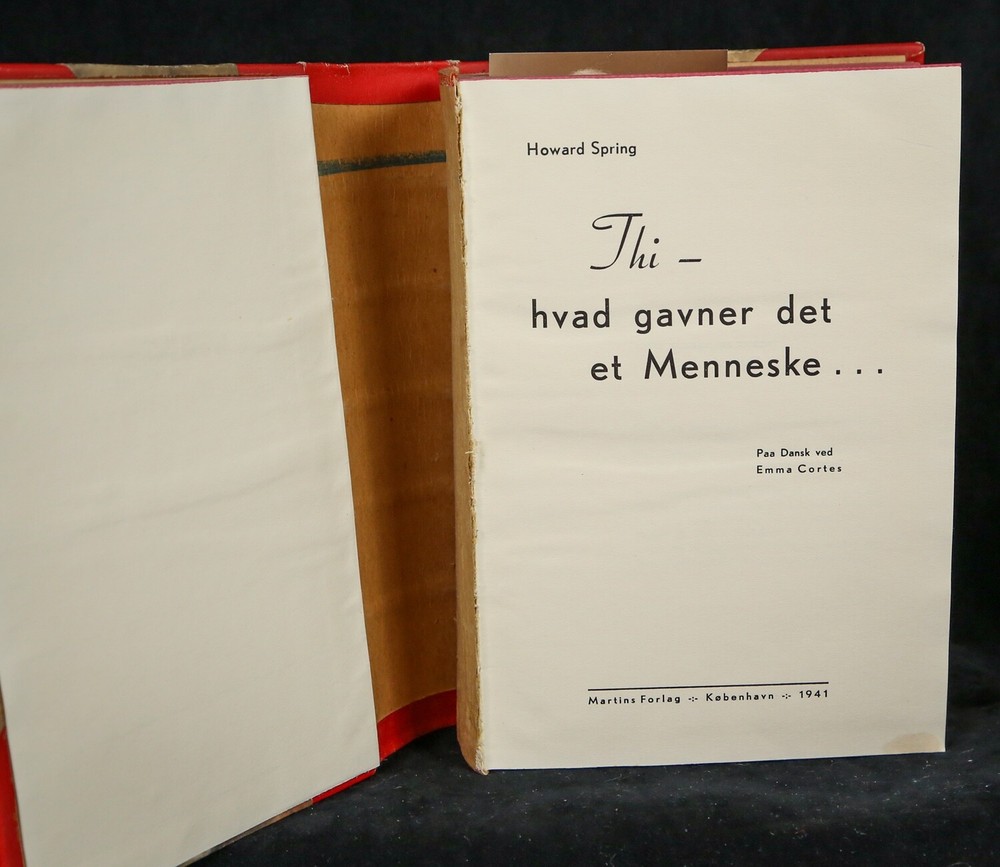 Howard Spring
Thi –
hvad gavner det
et Menneske . . .
Paa Dansk ved
Emma Cortes
Martins Forlag -:- København -:- 1941